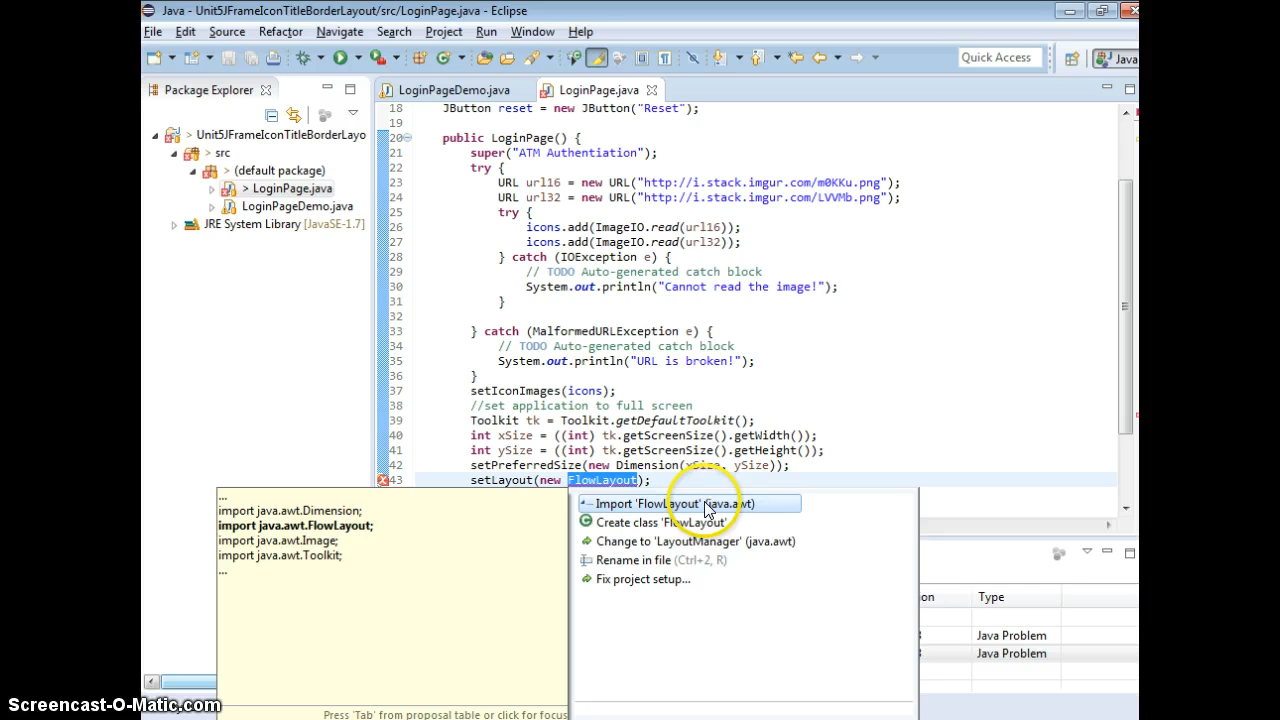 Java - Unit5JFrameIconTitleBorderLayout/src/LoginPage.java - Eclipse
File Edit Source Refactor Navigate Search Project Run Window Help
Quick Access Java
Package Explorer LoginPageDemo.java LoginPage.java
> Unit5JFrameIconTitleBorderLayo
> src
> (default package)
> LoginPage.java
LoginPageDemo.java
JRE System Library [JavaSE-1.7]
18 JButton reset = new JButton("Reset");
19
20 public LoginPage() {
21 super("ATM Authentiation");
22 try {
23 URL url16 = new URL("http://i.stack.imgur.com/m0KKu.png");
24 URL url32 = new URL("http://i.stack.imgur.com/LVVMb.png");
25 try {
26 icons.add(ImageIO.read(url16));
27 icons.add(ImageIO.read(url32));
28 } catch (IOException e) {
29 // TODO Auto-generated catch block
30 System.out.println("Cannot read the image!");
31 }
32
33 } catch (MalformedURLException e) {
34 // TODO Auto-generated catch block
35 System.out.println("URL is broken!");
36 }
37 setIconImages(icons);
38 //set application to full screen
39 Toolkit tk = Toolkit.getDefaultToolkit();
40 int xSize = ((int) tk.getScreenSize().getWidth());
41 int ySize = ((int) tk.getScreenSize().getHeight());
42 setPreferredSize(new Dimension(xSize, ySize));
43 setLayout(new FlowLayout);
...
import java.awt.Dimension;
import java.awt.FlowLayout;
import java.awt.Image;
import java.awt.Toolkit;
...
Press 'Tab' from proposal table or click for focus
Import 'FlowLayout' (java.awt)
Create class 'FlowLayout'
Change to 'LayoutManager' (java.awt)
Rename in file (Ctrl+2, R)
Fix project setup...
on Type
Java Problem
Java Problem
Screencast-O-Matic.com